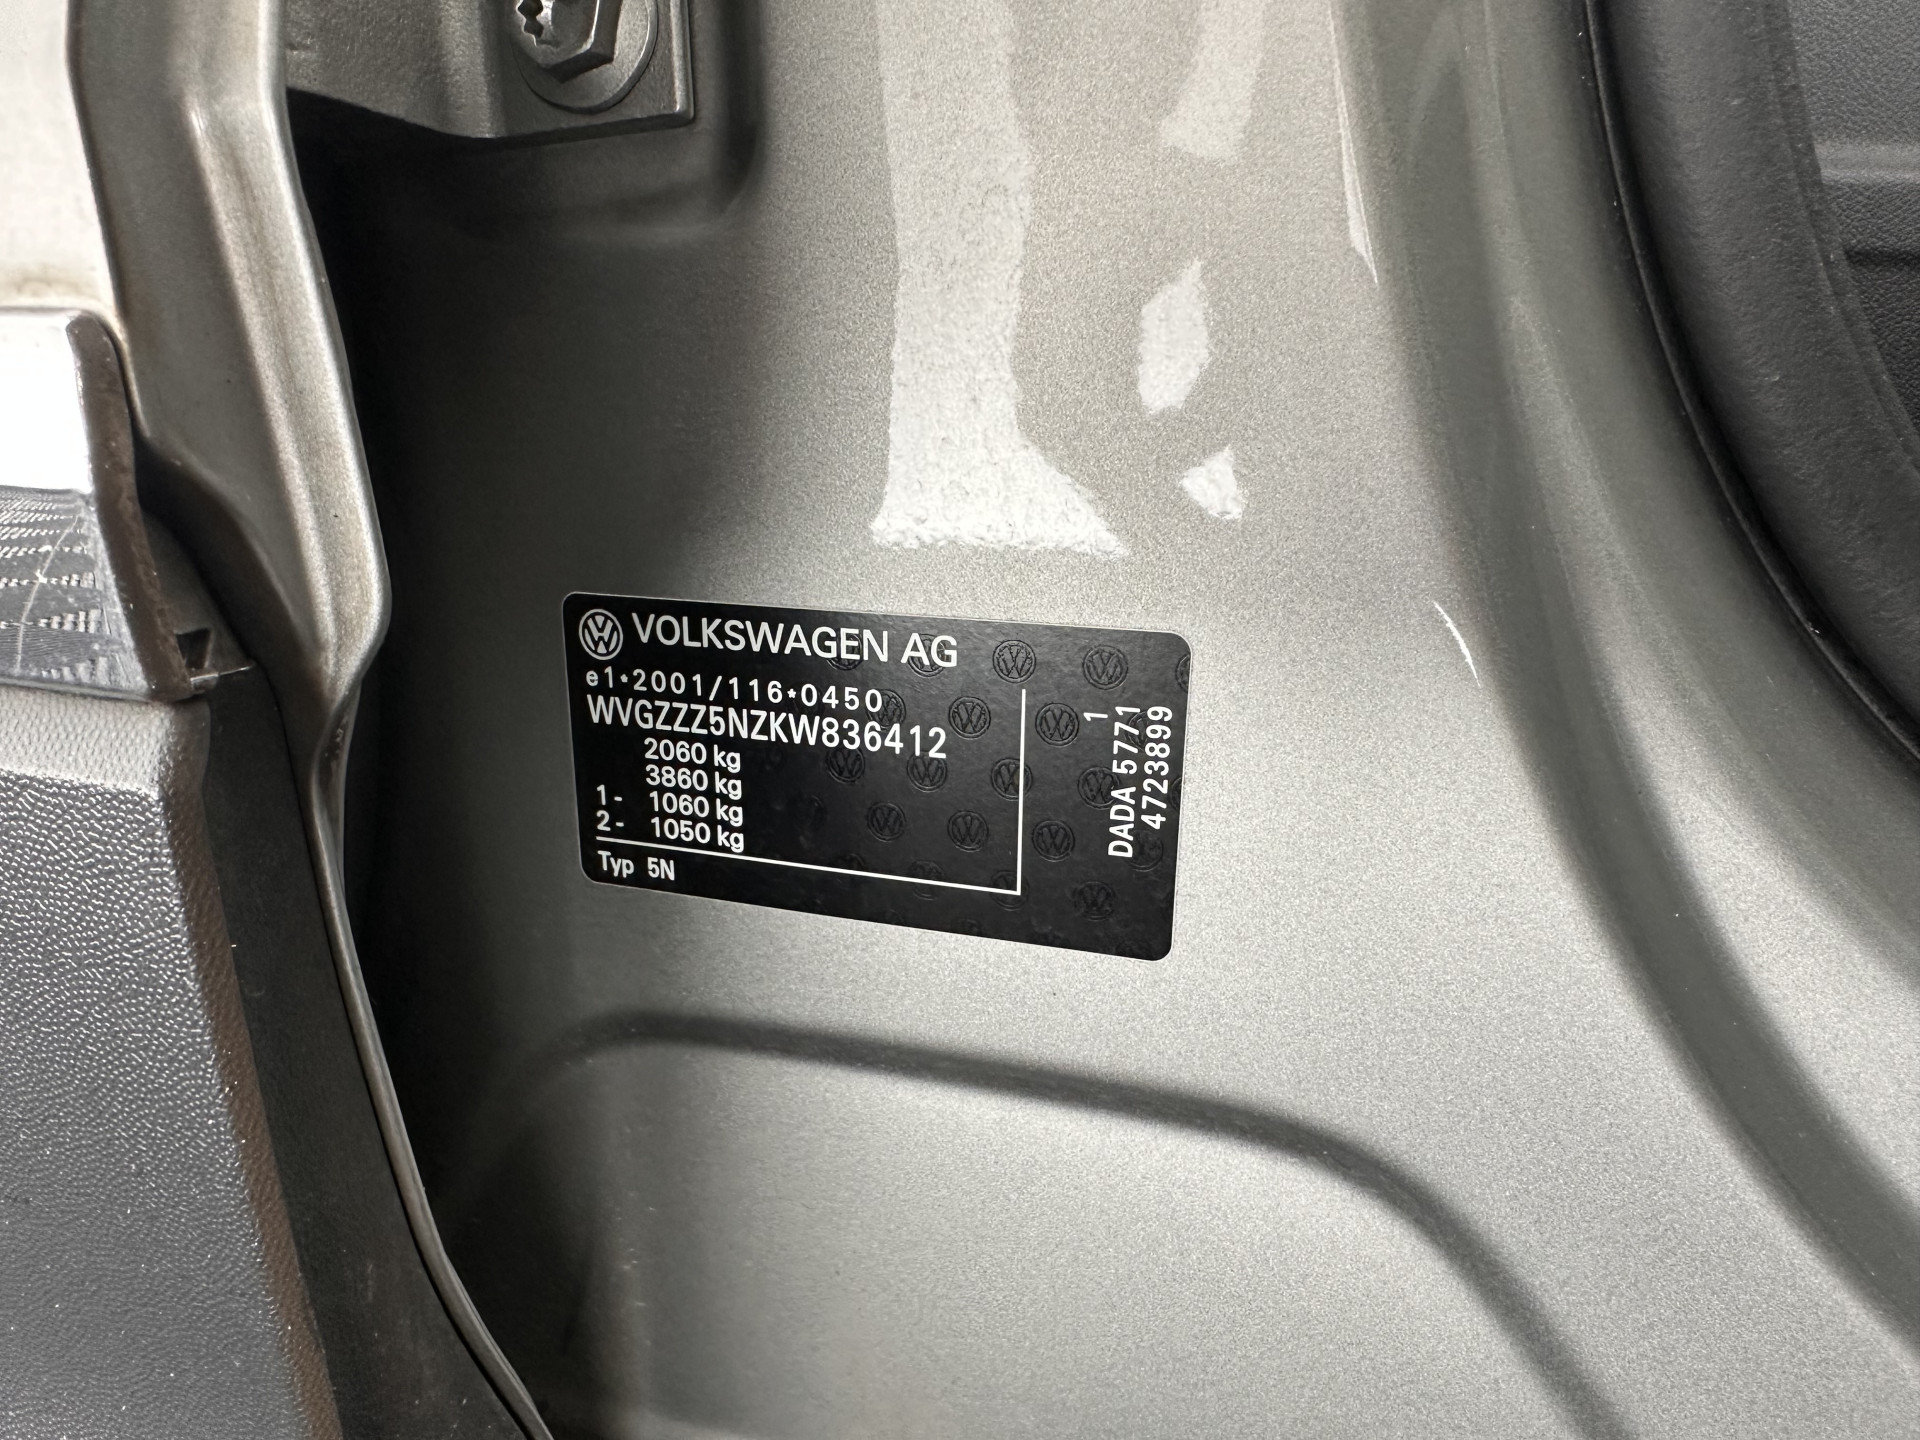 VOLKSWAGEN AG
e1*2001/116*0450
WVGZZZ5NZKW836412
2060 kg
3860 kg
1- 1060 kg
2- 1050 kg
Typ 5N
1
DADA 5771
4723899